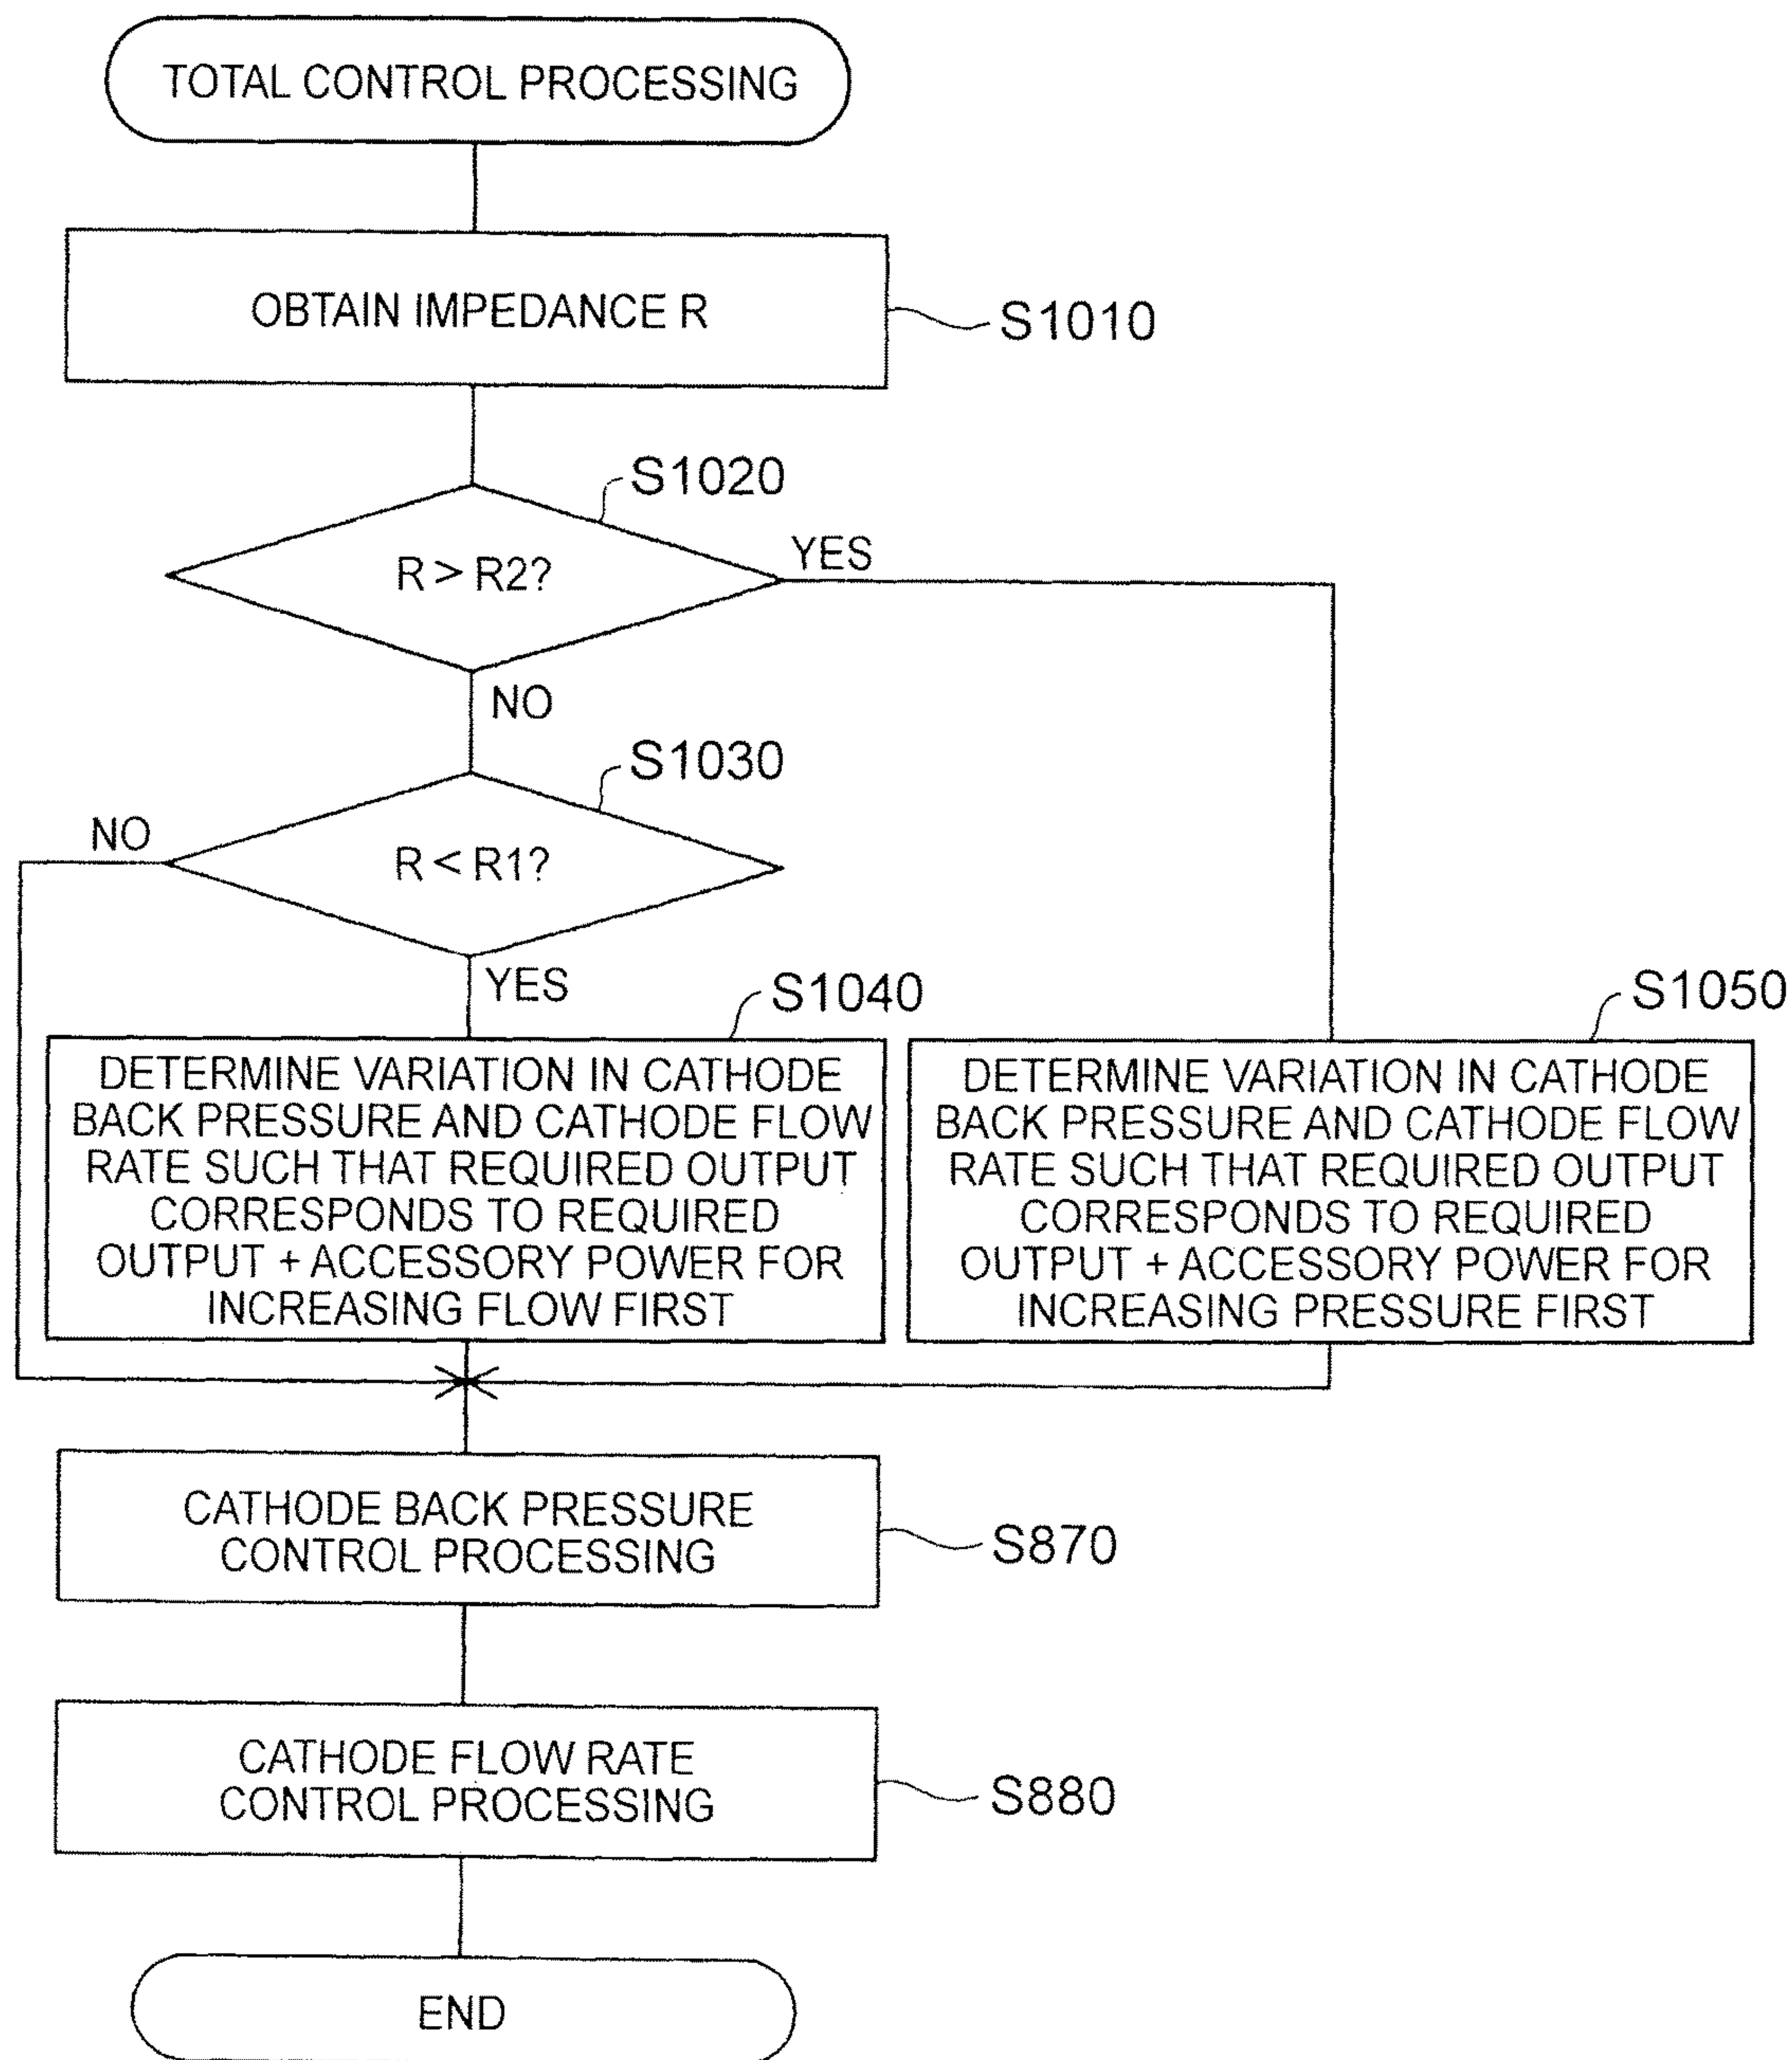 TOTAL CONTROL PROCESSING
OBTAIN IMPEDANCE R
S1010
S1020
R > R2?
YES
NO
S1030
NO
R < R1?
YES
S1040
S1050
DETERMINE VARIATION IN CATHODE
BACK PRESSURE AND CATHODE FLOW
RATE SUCH THAT REQUIRED OUTPUT
CORRESPONDS TO REQUIRED
OUTPUT + ACCESSORY POWER FOR
INCREASING FLOW FIRST
DETERMINE VARIATION IN CATHODE
BACK PRESSURE AND CATHODE FLOW
RATE SUCH THAT REQUIRED OUTPUT
CORRESPONDS TO REQUIRED
OUTPUT + ACCESSORY POWER FOR
INCREASING PRESSURE FIRST
CATHODE BACK PRESSURE
CONTROL PROCESSING
S870
CATHODE FLOW RATE
CONTROL PROCESSING
S880
END